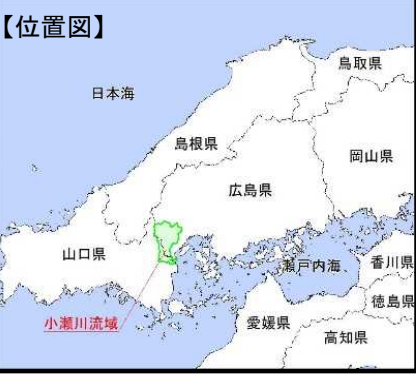 【位置図】
鳥取県
日本海
島根県
岡山県
広島県
山口県
瀬戸内海
香川県
徳島県
小瀬川流域
愛媛県
高知県